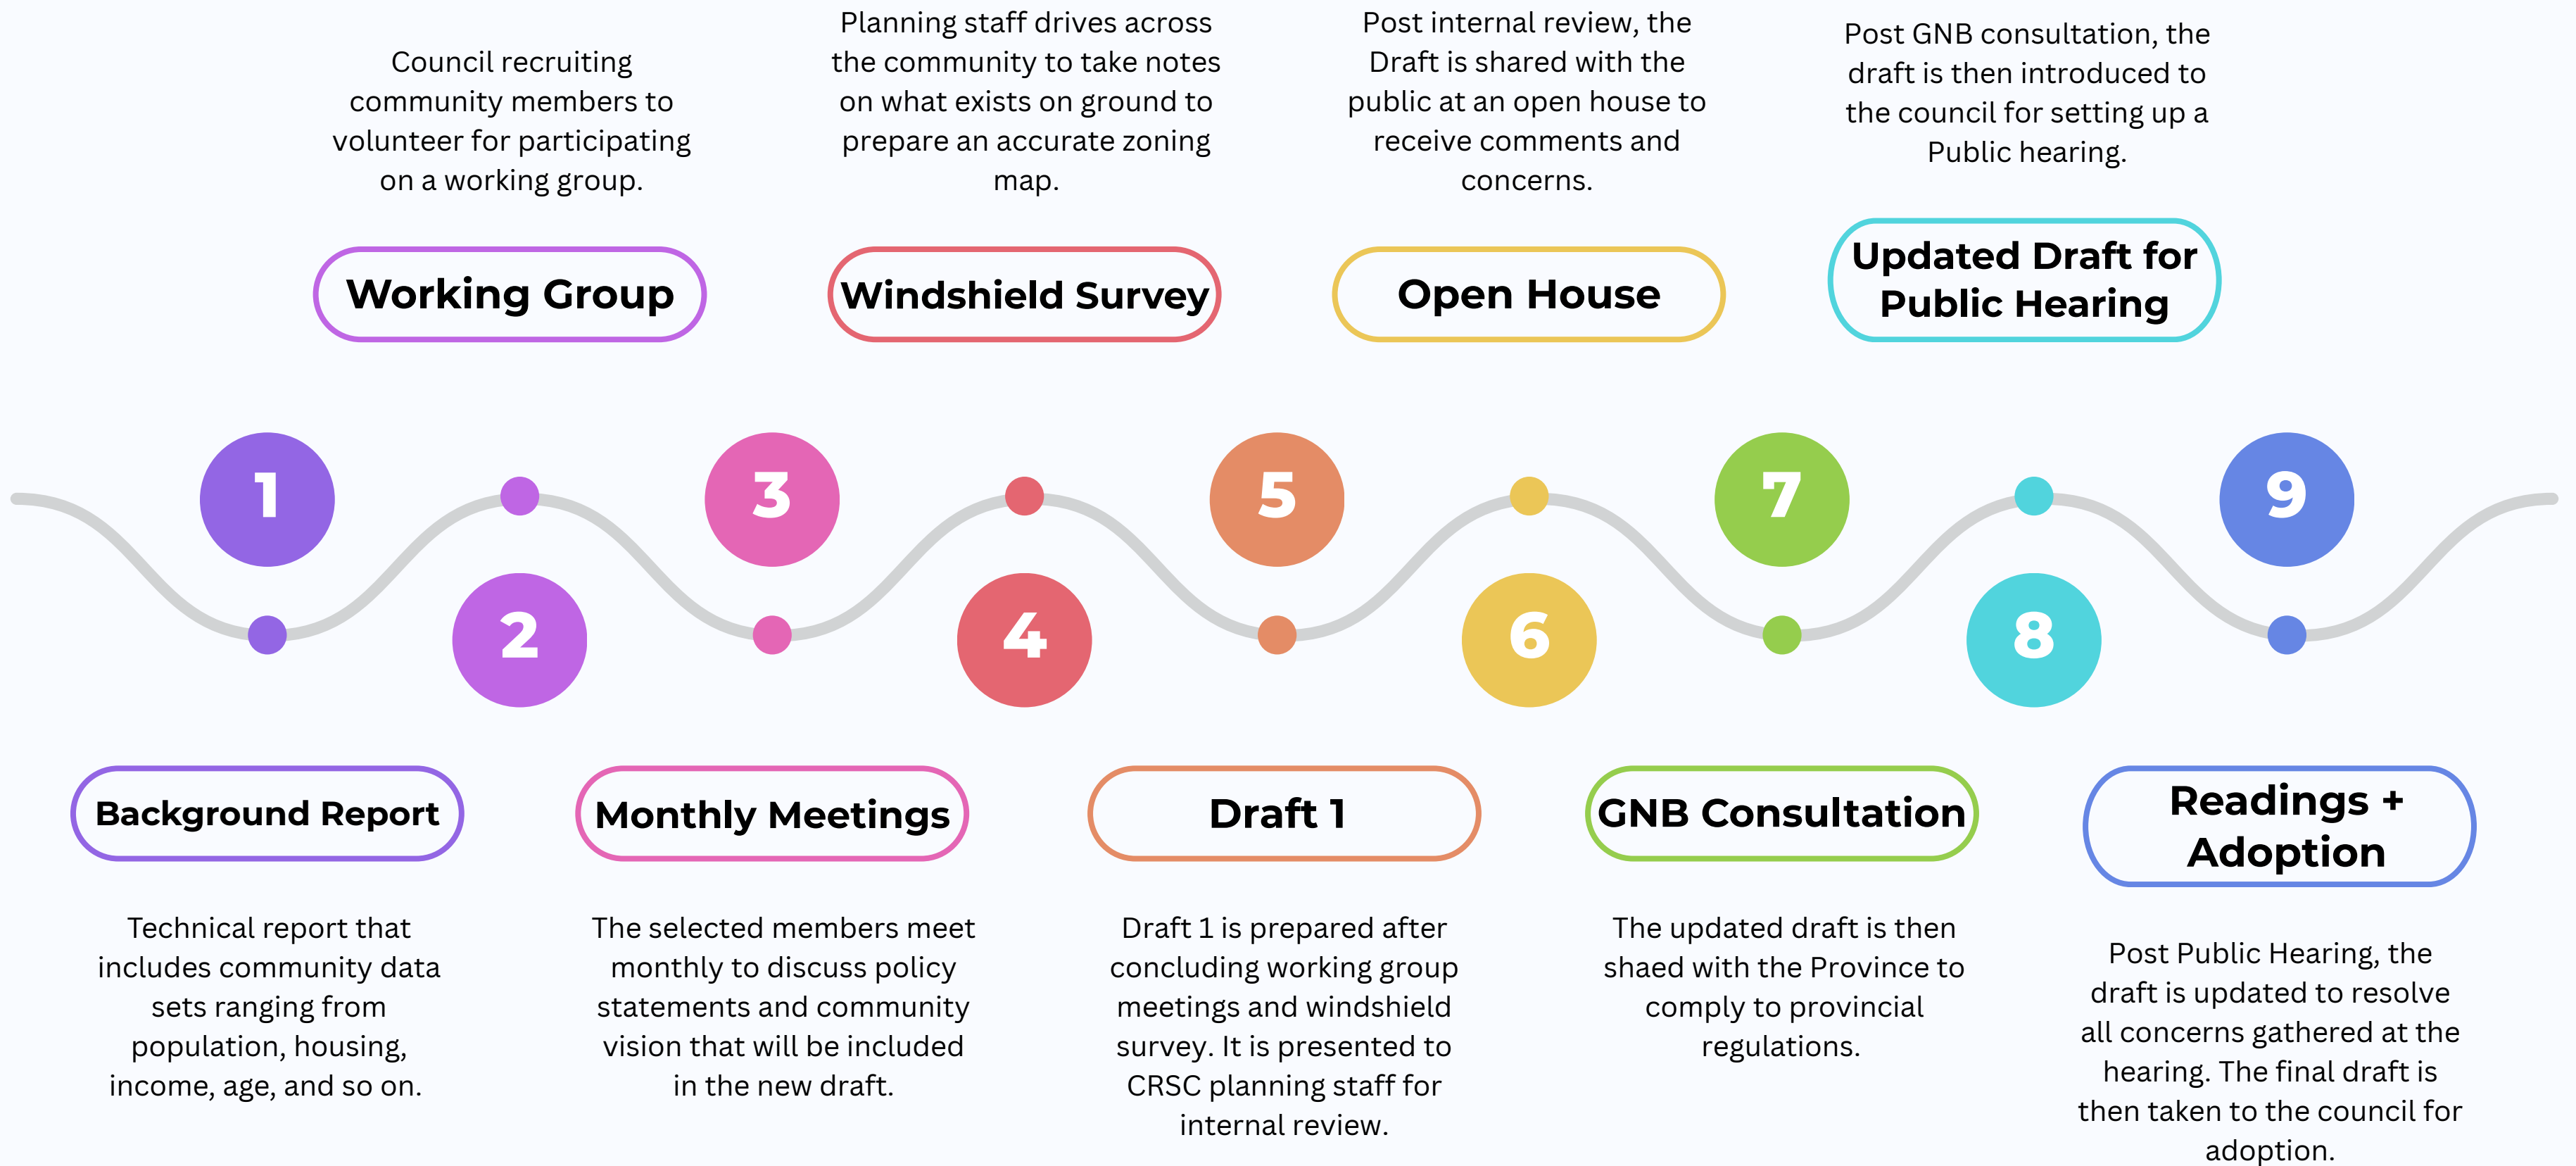 Council recruiting
community members to
volunteer for participating
on a working group.
Planning staff drives across
the community to take notes
on what exists on ground to
prepare an accurate zoning
map.
Post internal review, the
Draft is shared with the
public at an open house to
receive comments and
concerns.
Post GNB consultation, the
draft is then introduced to
the council for setting up a
Public hearing.
Working Group
Windshield Survey
Open House
Updated Draft for
Public Hearing
1
2
3
4
5
6
7
8
9
Background Report
Technical report that
includes community data
sets ranging from
population, housing,
income, age, and so on.
Monthly Meetings
The selected members meet
monthly to discuss policy
statements and community
vision that will be included
in the new draft.
Draft 1
Draft 1 is prepared after
concluding working group
meetings and windshield
survey. It is presented to
CRSC planning staff for
internal review.
GNB Consultation
The updated draft is then
shaed with the Province to
comply to provincial
regulations.
Readings +
Adoption
Post Public Hearing, the
draft is updated to resolve
all concerns gathered at the
hearing. The final draft is
then taken to the council for
adoption.